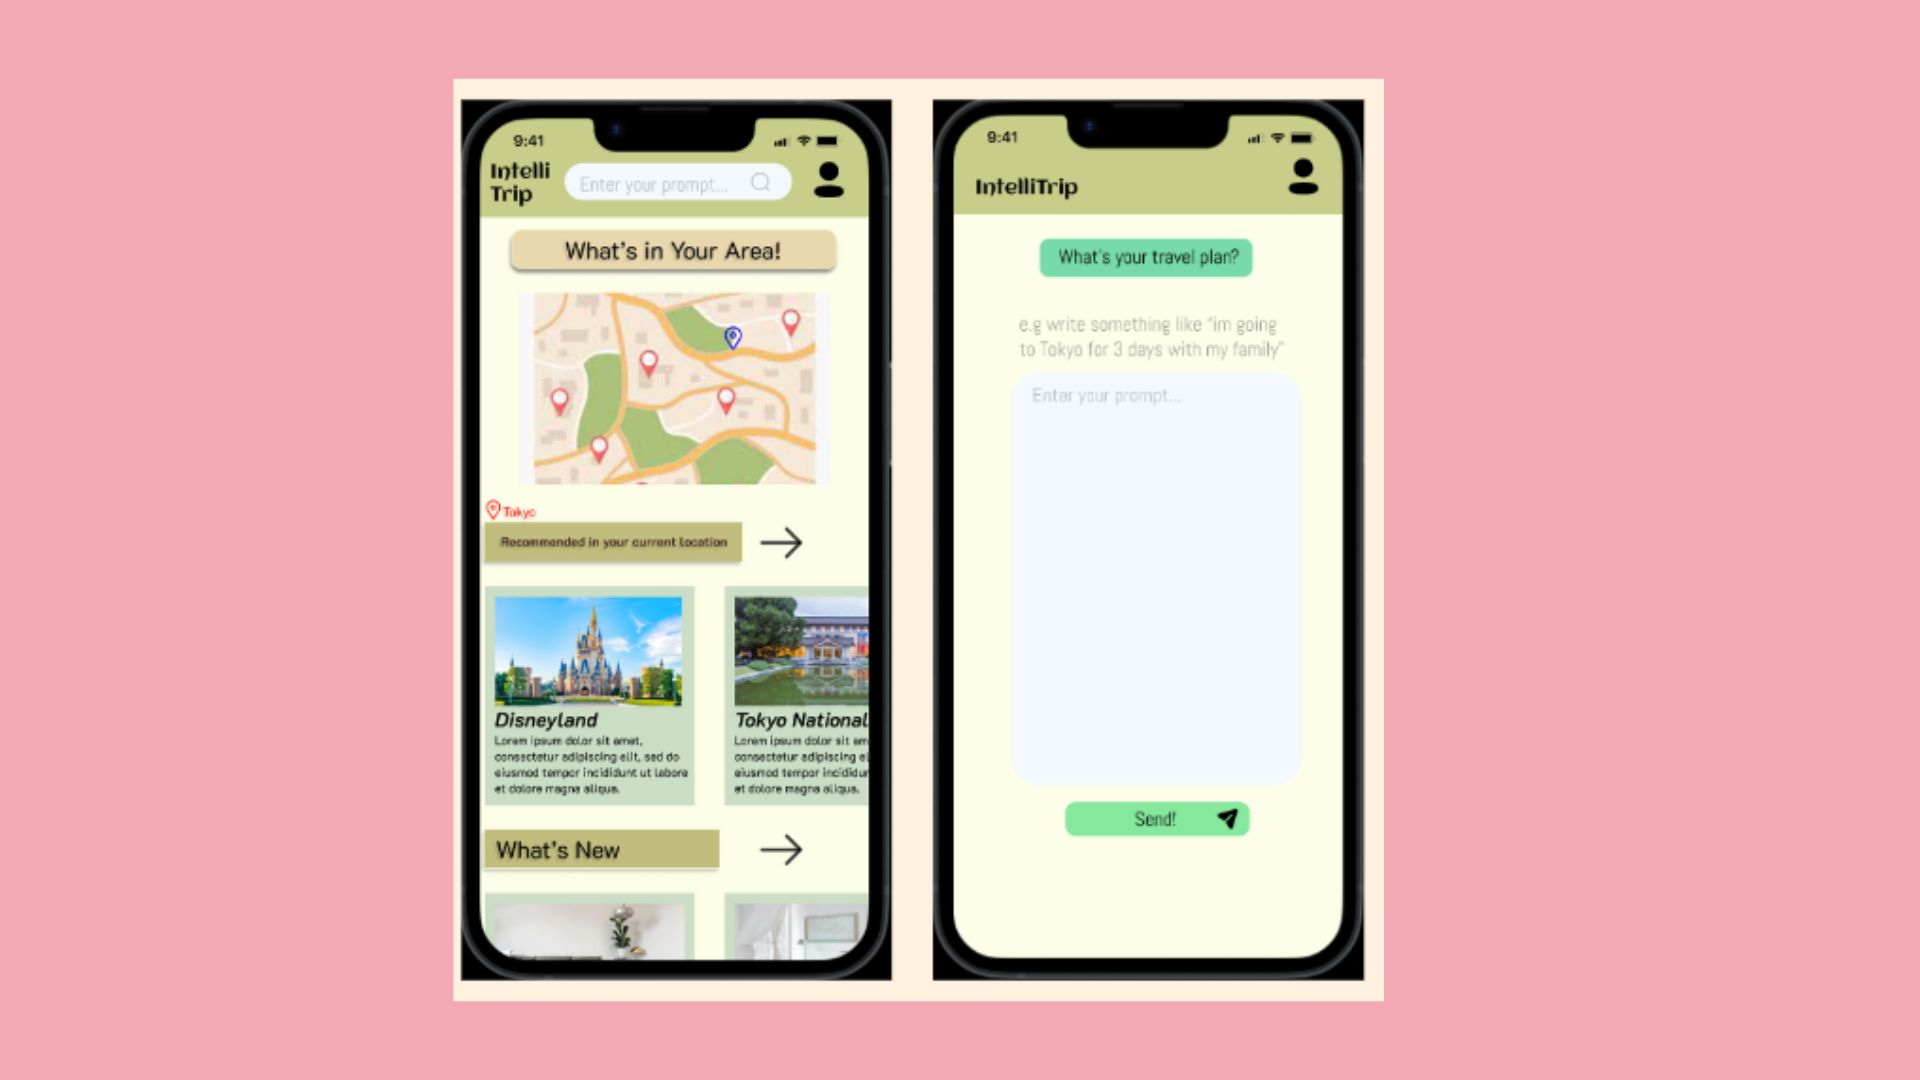 9:41
Intelli
Trip
Enter your prompt...
What's in Your Area!
Tokyo
Recommended in your current location
Disneyland
Lorem ipsum dolor sit amet,
consectetur adipiscing elit, sed do
eiusmod tempor incididunt ut labore
et dolore magna aliqua.
Tokyo National
Lorem ipsum dolor sit am
consectetur adipiscing el
eiusmod tempor incididun
et dolore magna aliqua.
What's New
9:41
IntelliTrip
What's your travel plan?
e.g write something like "im going
to Tokyo for 3 days with my family"
Enter your prompt...
Send!